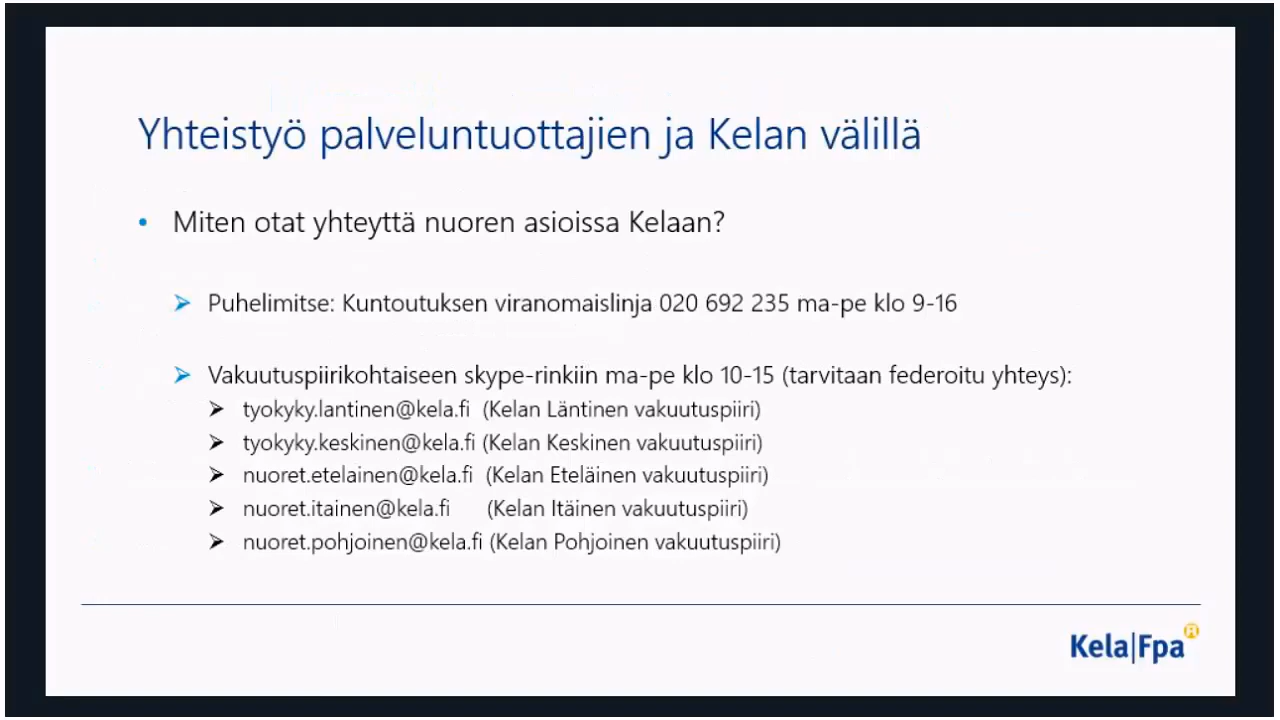 Yhteistyö palveluntuottajien ja Kelan välillä
• Miten otat yhteyttä nuoren asioissa Kelaan?
➢ Puhelimitse: Kuntoutuksen viranomaislinja 020 692 235 ma-pe klo 9-16
➢ Vakuutuspiirikohtaiseen skype-rinkiin ma-pe klo 10-15 (tarvitaan federoitu yhteys):
➢ tyokyky.lantinen@kela.fi (Kelan Läntinen vakuutuspiiri)
➢ tyokyky.keskinen@kela.fi (Kelan Keskinen vakuutuspiiri)
➢ nuoret.etelainen@kela.fi (Kelan Eteläinen vakuutuspiiri)
➢ nuoret.itainen@kela.fi (Kelan Itäinen vakuutuspiiri)
➢ nuoret.pohjoinen@kela.fi (Kelan Pohjoinen vakuutuspiiri)
Kela|Fpa